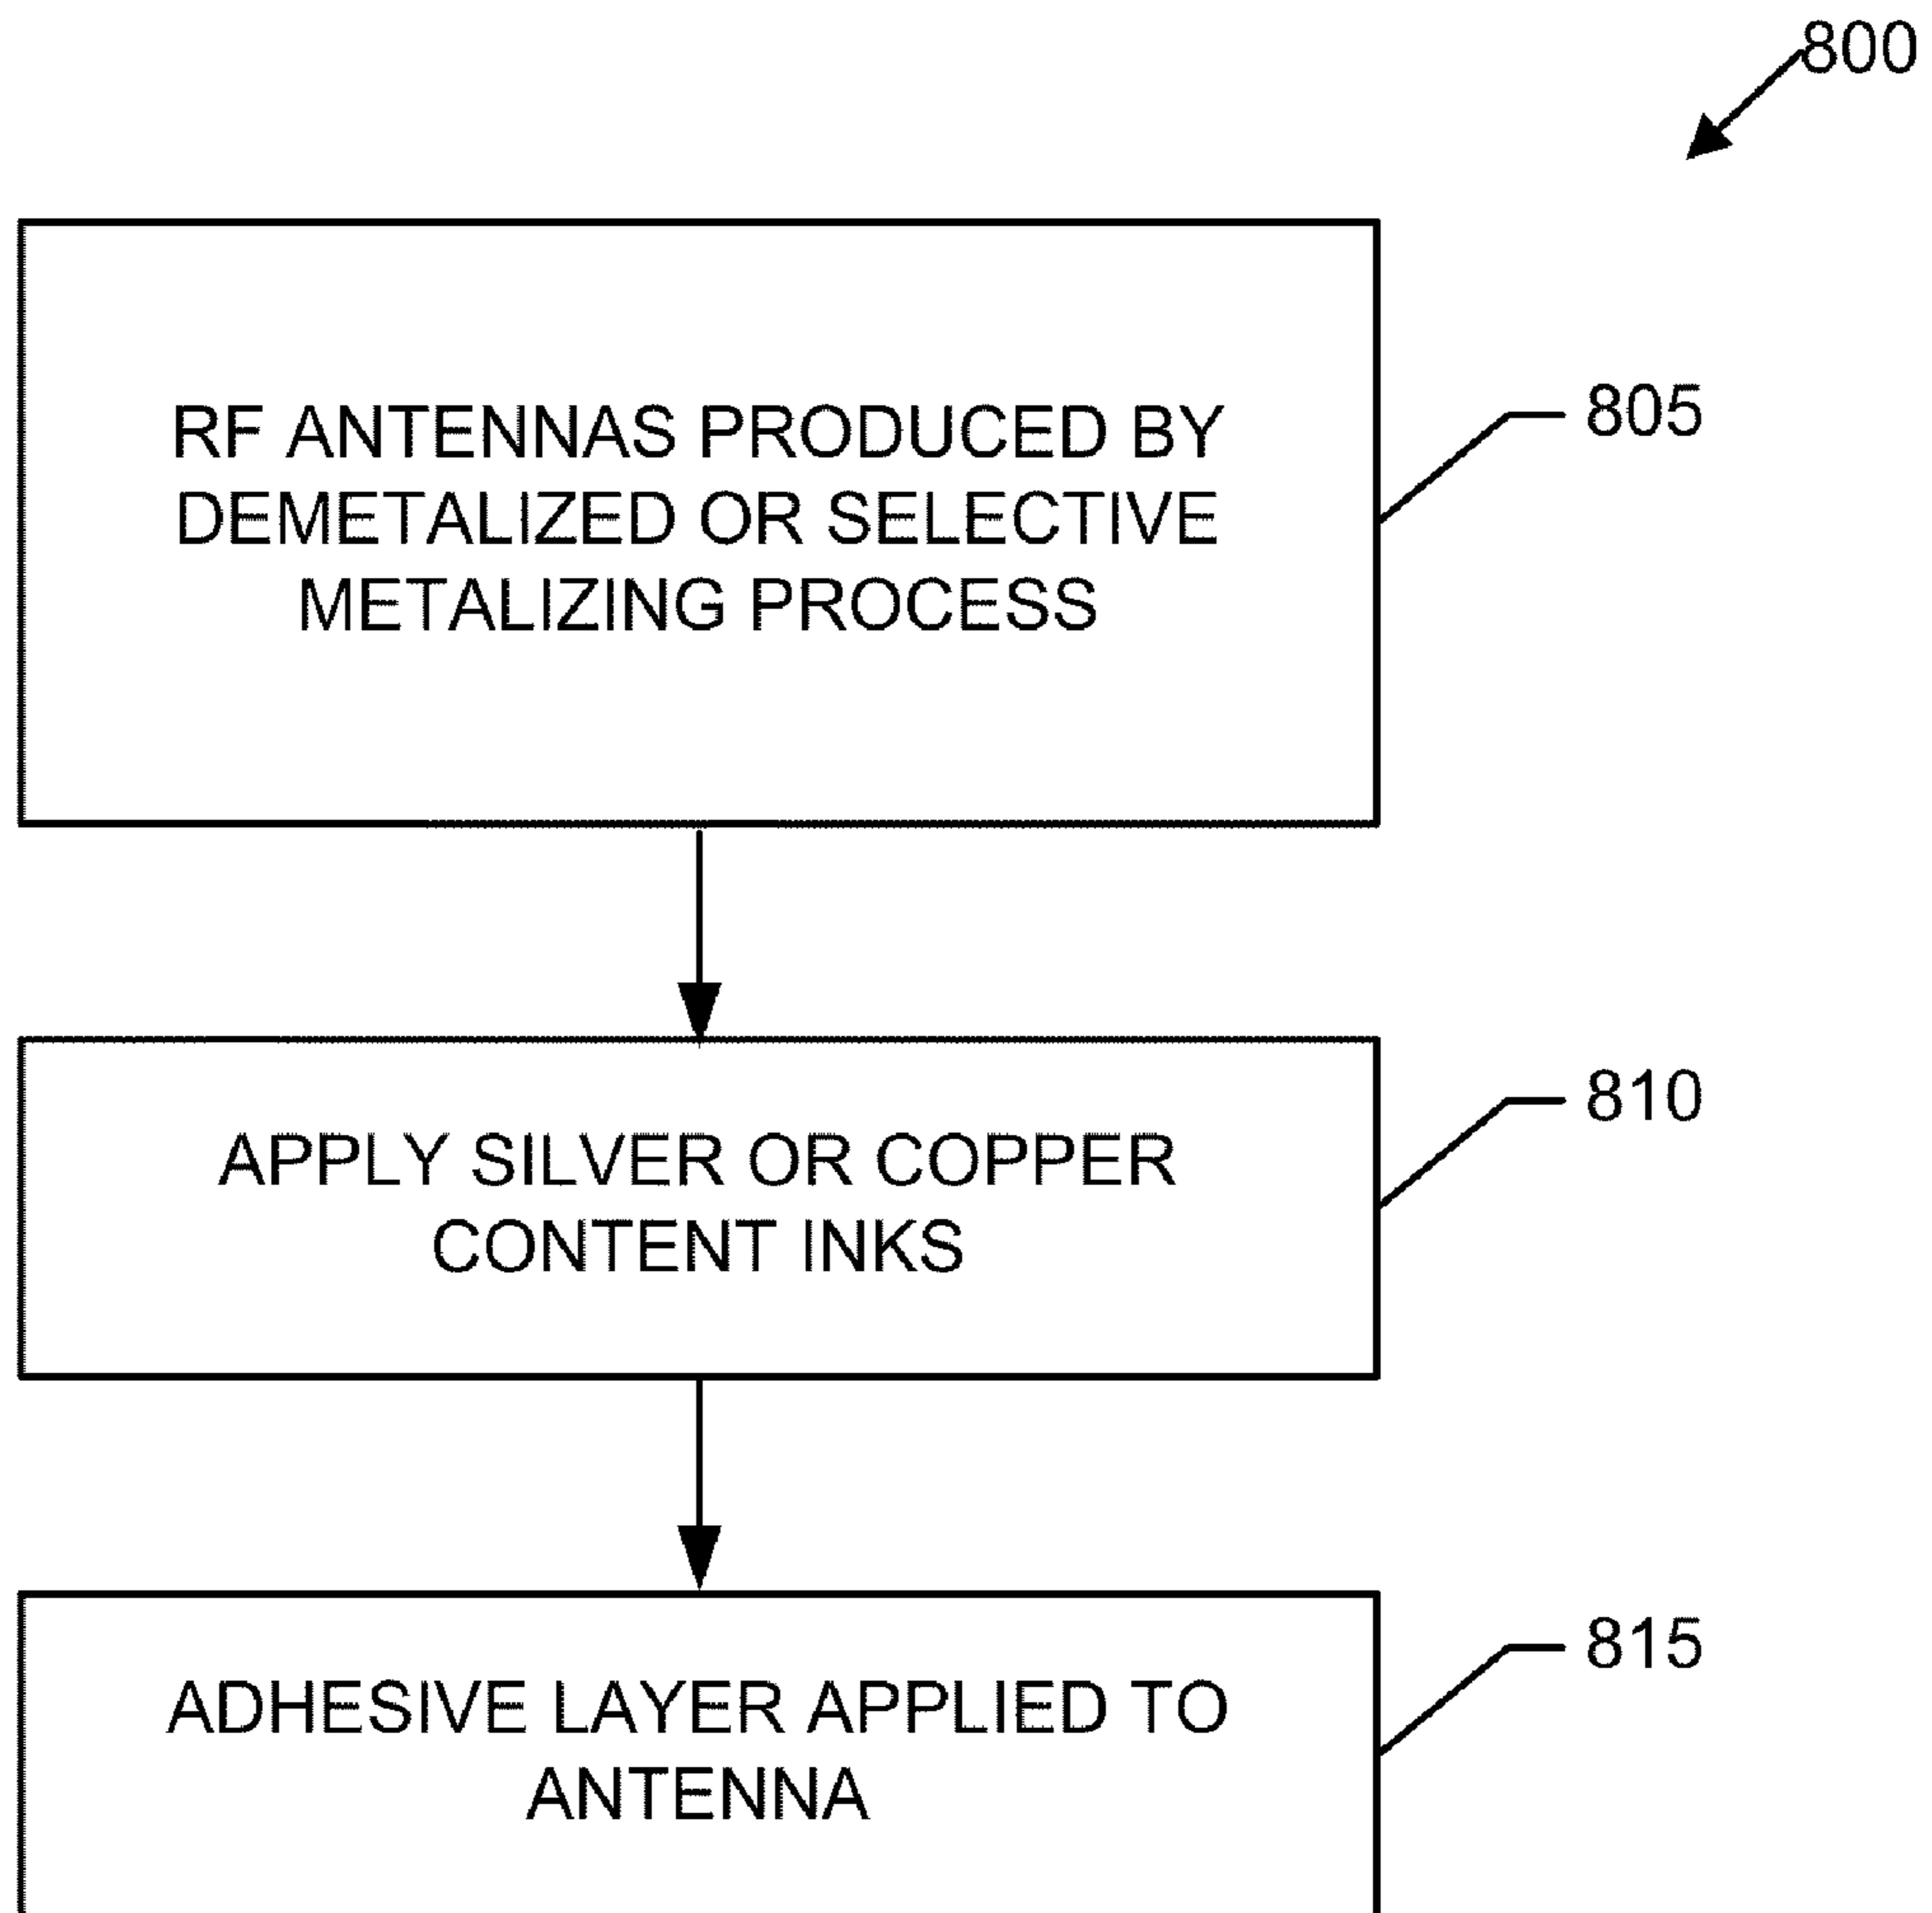 800
RF ANTENNAS PRODUCED BY
DEMETALIZED OR SELECTIVE
METALIZING PROCESS
805
APPLY SILVER OR COPPER
CONTENT INKS
810
ADHESIVE LAYER APPLIED TO
ANTENNA
815